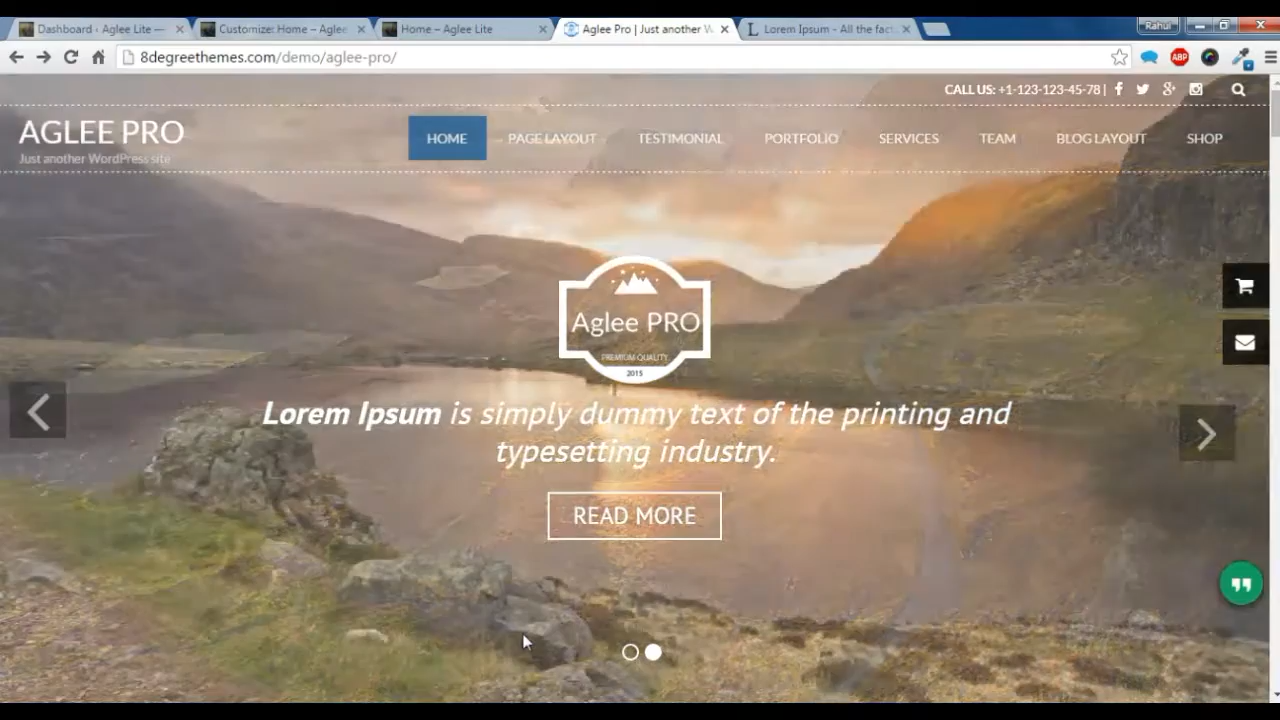 Dashboard ‹ Aglee Lite —
Customize: Home – Aglee
Home – Aglee Lite
Aglee Pro | Just another W
Lorem Ipsum - All the fact
Rahul
8degreethemes.com/demo/aglee-pro/
ABP
CALL US: +1-123-123-45-78 |
AGLEE PRO
Just another WordPress site
HOME
PAGE LAYOUT
TESTIMONIAL
PORTFOLIO
SERVICES
TEAM
BLOG LAYOUT
SHOP
Aglee PRO
PREMIUM QUALITY
2015
Lorem Ipsum is simply dummy text of the printing and
typesetting industry.
READ MORE